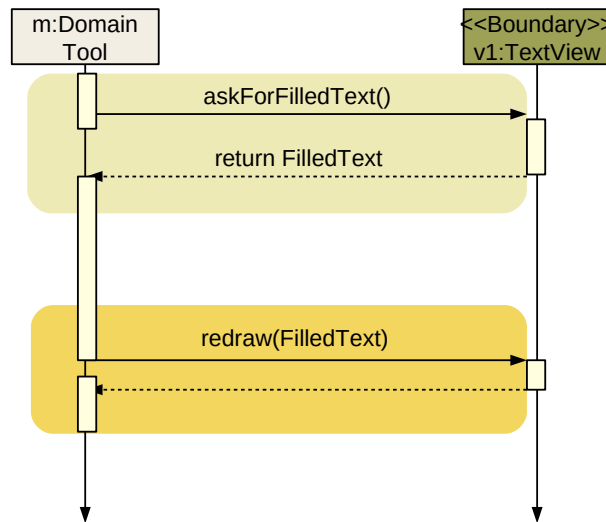 m:Domain
Tool
<<Boundary>>
v1:TextView
askForFilledText()
return FilledText
redraw(FilledText)